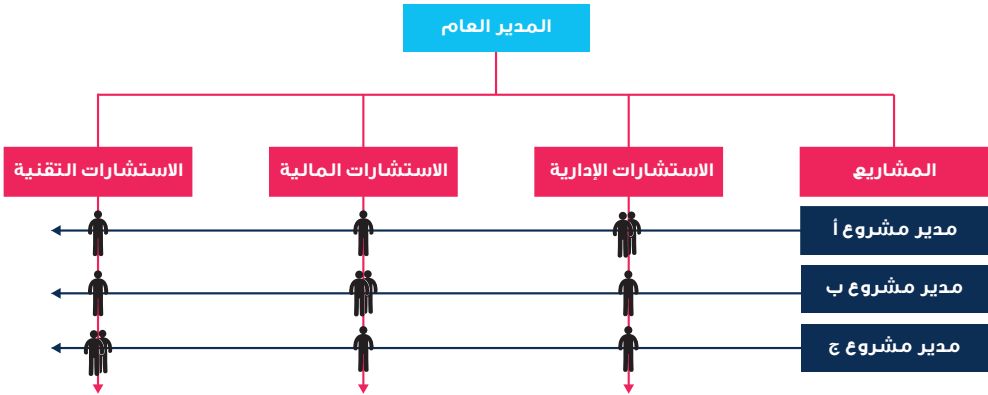 المدير العام
المشاريع
الاستشارات الإدارية
الاستشارات المالية
الاستشارات التقنية
مدير مشروع أ
مدير مشروع ب
مدير مشروع ج